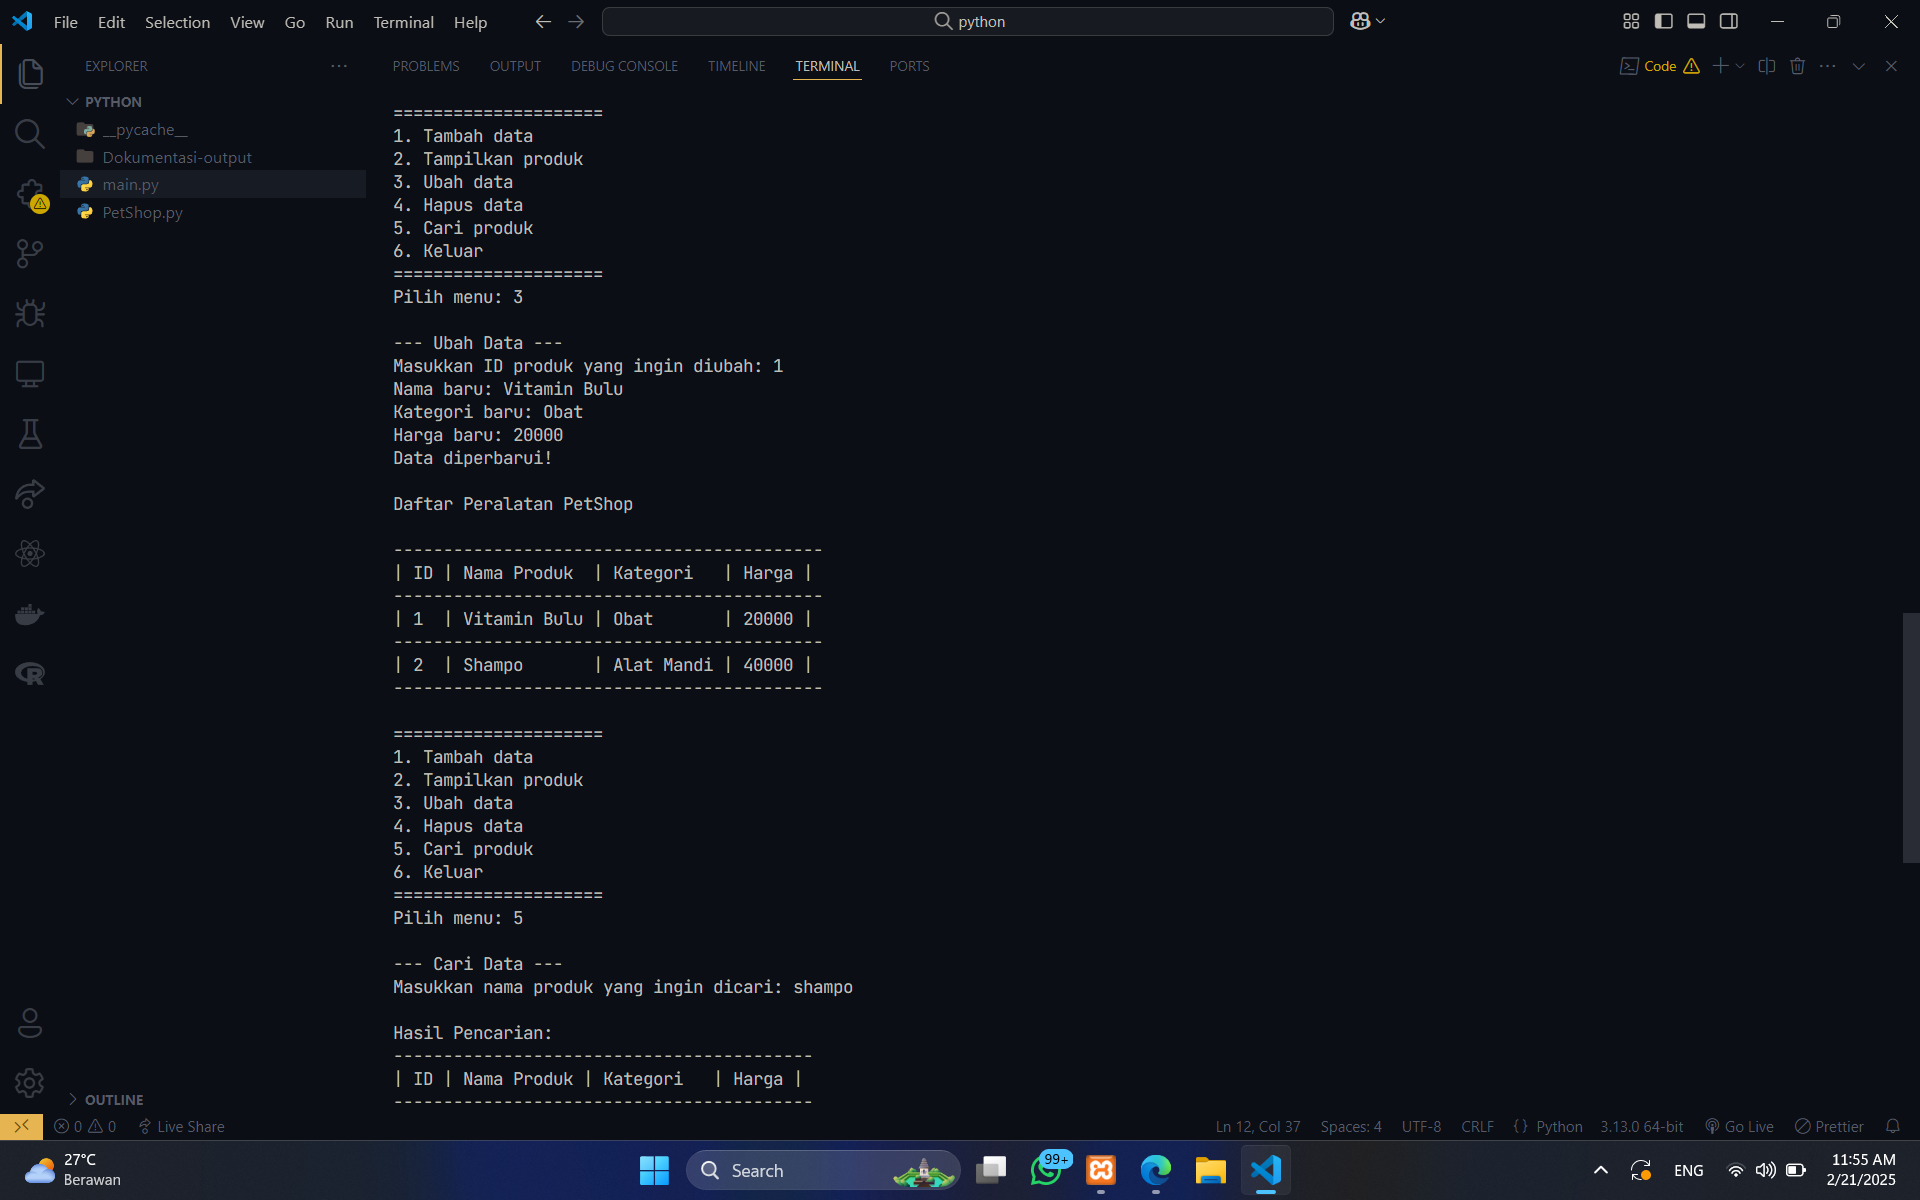 File Edit Selection View Go Run Terminal Help
python
EXPLORER
PROBLEMS OUTPUT DEBUG CONSOLE TIMELINE TERMINAL PORTS
Code
PYTHON
__pycache__
Dokumentasi-output
main.py
PetShop.py
=====================
1. Tambah data
2. Tampilkan produk
3. Ubah data
4. Hapus data
5. Cari produk
6. Keluar
=====================
Pilih menu: 3
--- Ubah Data ---
Masukkan ID produk yang ingin diubah: 1
Nama baru: Vitamin Bulu
Kategori baru: Obat
Harga baru: 20000
Data diperbarui!
Daftar Peralatan PetShop
-------------------------------------------
| ID | Nama Produk  | Kategori   | Harga |
-------------------------------------------
| 1  | Vitamin Bulu | Obat       | 20000 |
-------------------------------------------
| 2  | Shampo       | Alat Mandi | 40000 |
-------------------------------------------
=====================
1. Tambah data
2. Tampilkan produk
3. Ubah data
4. Hapus data
5. Cari produk
6. Keluar
=====================
Pilih menu: 5
--- Cari Data ---
Masukkan nama produk yang ingin dicari: shampo
Hasil Pencarian:
------------------------------------------
| ID | Nama Produk | Kategori   | Harga |
------------------------------------------
OUTLINE
0 0 Live Share
Ln 12, Col 37 Spaces: 4 UTF-8 CRLF {} Python 3.13.0 64-bit Go Live Prettier
27°C
Berawan
Search
99+
ENG
11:55 AM
2/21/2025